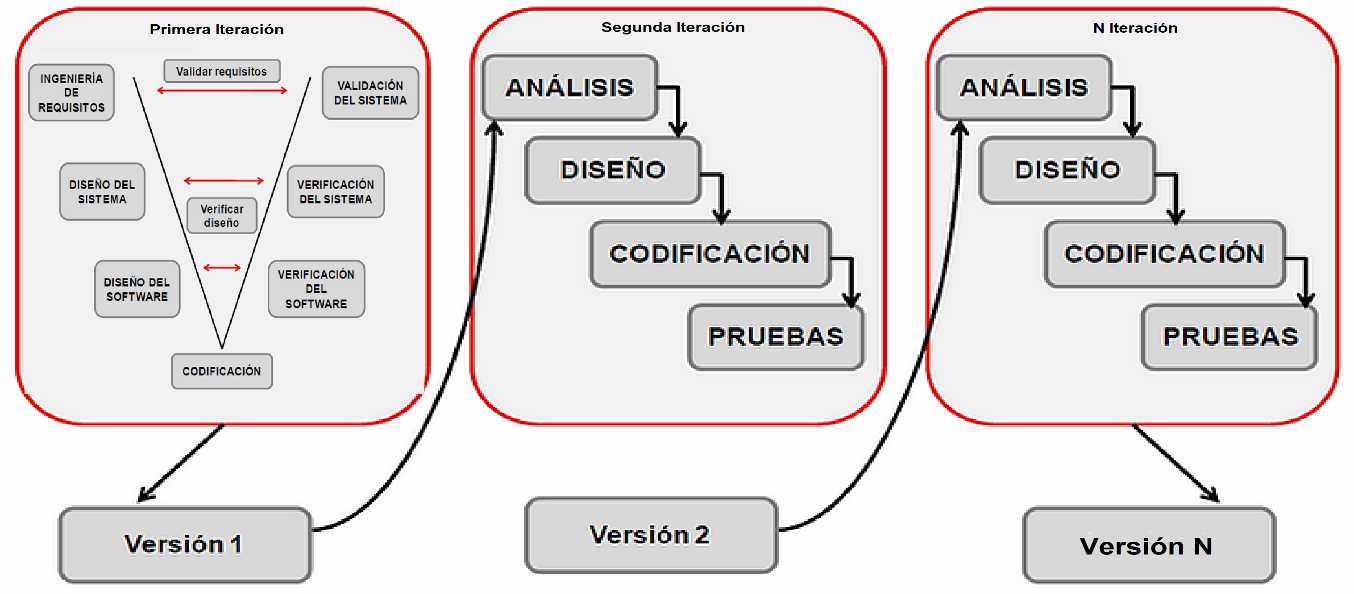 Primera Iteración
INGENIERÍA
DE
REQUISITOS
Validar requisitos
VALIDACIÓN
DEL SISTEMA
DISEÑO DEL
SISTEMA
Verificar
diseño
VERIFICACIÓN
DEL SISTEMA
DISEÑO DEL
SOFTWARE
VERIFICACIÓN
DEL
SOFTWARE
CODIFICACIÓN
Versión 1
Segunda Iteración
ANÁLISIS
DISEÑO
CODIFICACIÓN
PRUEBAS
Versión 2
N Iteración
ANÁLISIS
DISEÑO
CODIFICACIÓN
PRUEBAS
Versión N